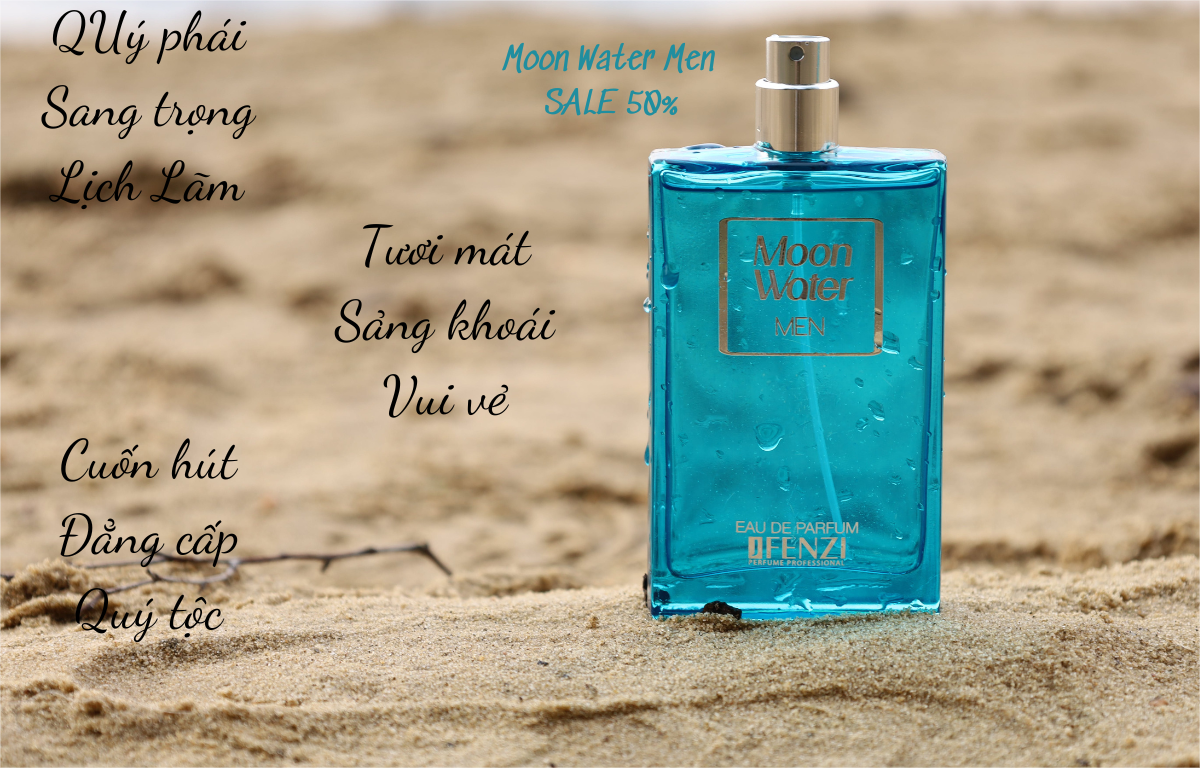 QUý phái
Sang trọng
Lịch Lãm
Moon Water Men
SALE 50%
Tươi mát
Sảng khoái
Vui vẻ
Cuốn hút
Đẳng cấp
Quý tộc
Moon
Water
MEN
EAU DE PARFUM
JFENZI
PERFUME PROFESSIONAL